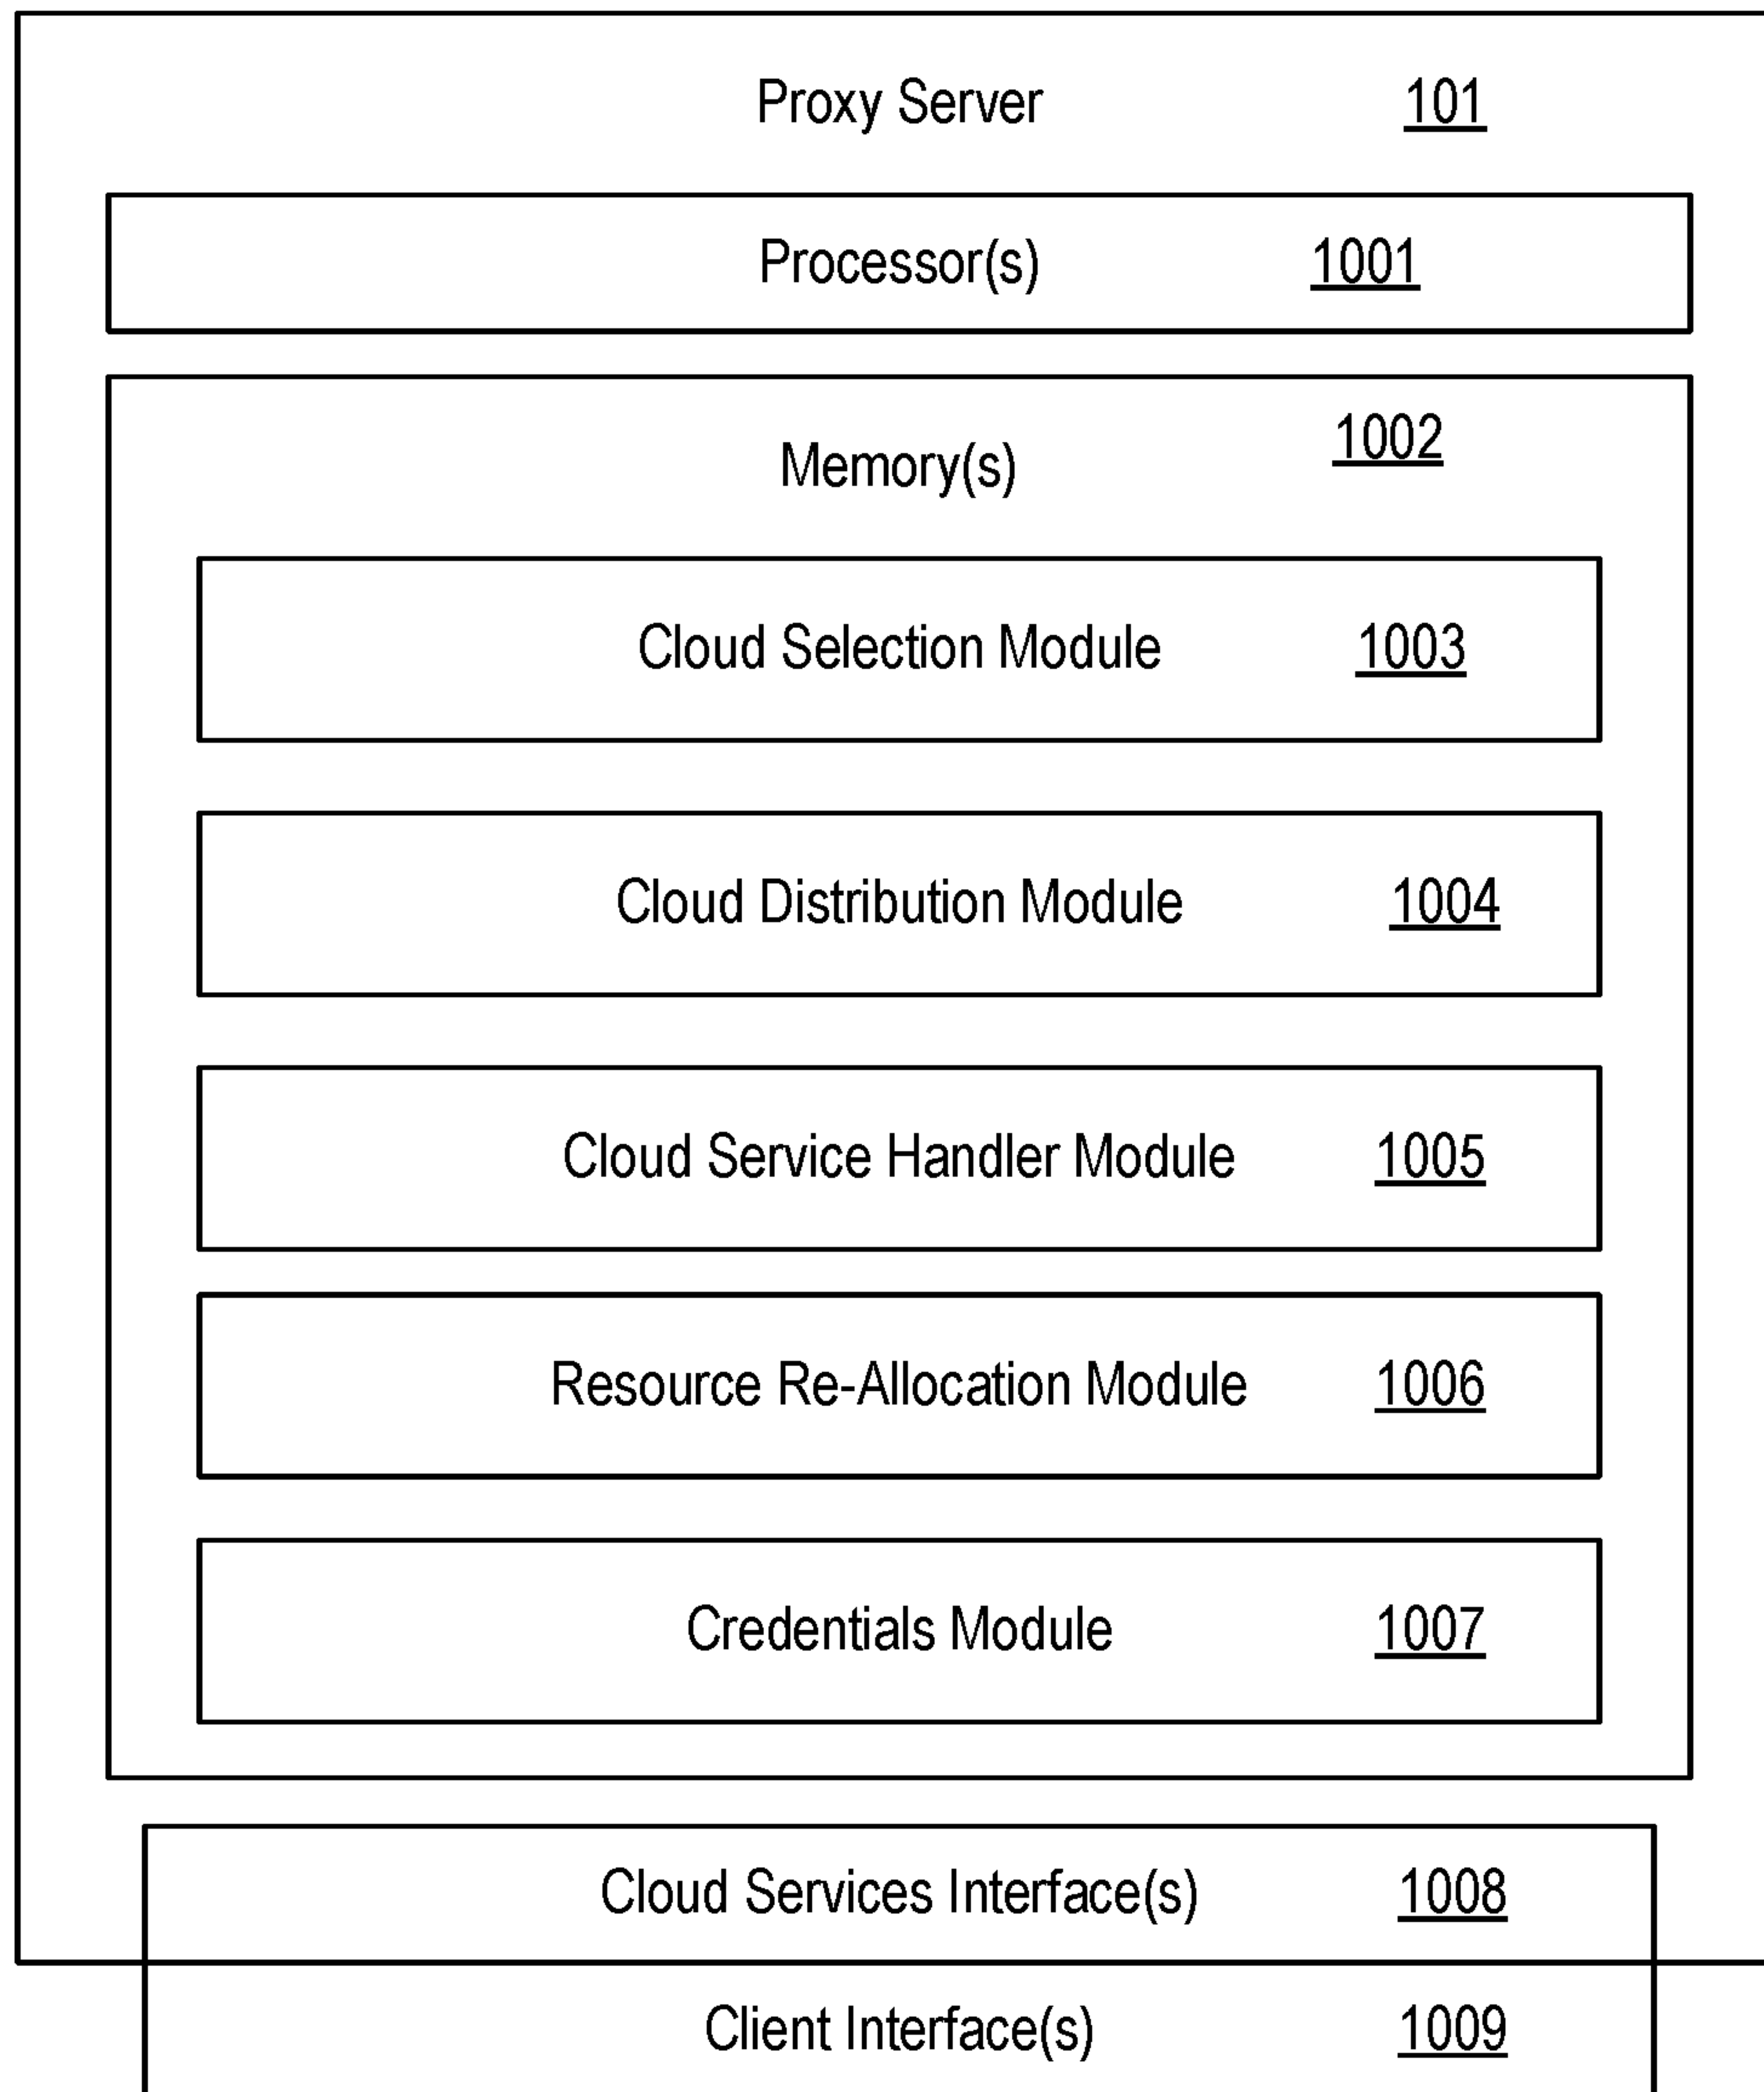 Proxy Server 101
Processor(s) 1001
Memory(s) 1002
Cloud Selection Module 1003
Cloud Distribution Module 1004
Cloud Service Handler Module 1005
Resource Re-Allocation Module 1006
Credentials Module 1007
Cloud Services Interface(s) 1008
Client Interface(s) 1009